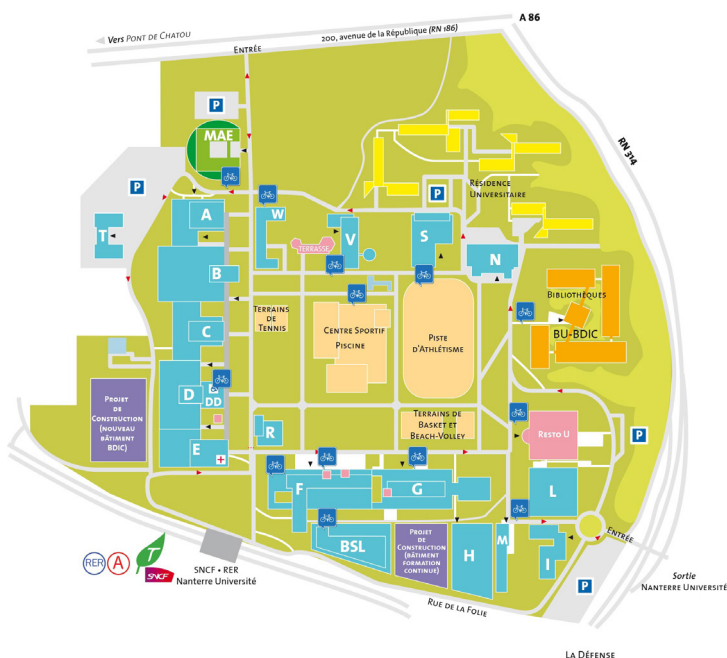 A 86
Vers PONT DE CHATOU
200, avenue de la République (RN 186)
ENTRÉE
RN 314
P
MAE
P
P
RÉSIDENCE
UNIVERSITAIRE
A
W
T
TERRASSE
V
S
N
B
BIBLIOTHÈQUES
BU-BDIC
TERRAINS
DE
TENNIS
CENTRE SPORTIF
PISCINE
PISTE
D'ATHLÉTISME
C
PROJET
DE
CONSTRUCTION
(NOUVEAU
BÂTIMENT
BDIC)
D
DD
E
R
TERRAINS DE
BASKET ET
BEACH-VOLLEY
RESTO U
P
F
G
L
BSL
PROJET
DE
CONSTRUCTION
(BÂTIMENT
FORMATION
CONTINUE)
H
M
I
ENTRÉE
RER
A
T
SNCF
SNCF • RER
Nanterre Université
Sortie
NANTERRE UNIVERSITÉ
P
RUE DE LA FOLIE
LA DÉFENSE